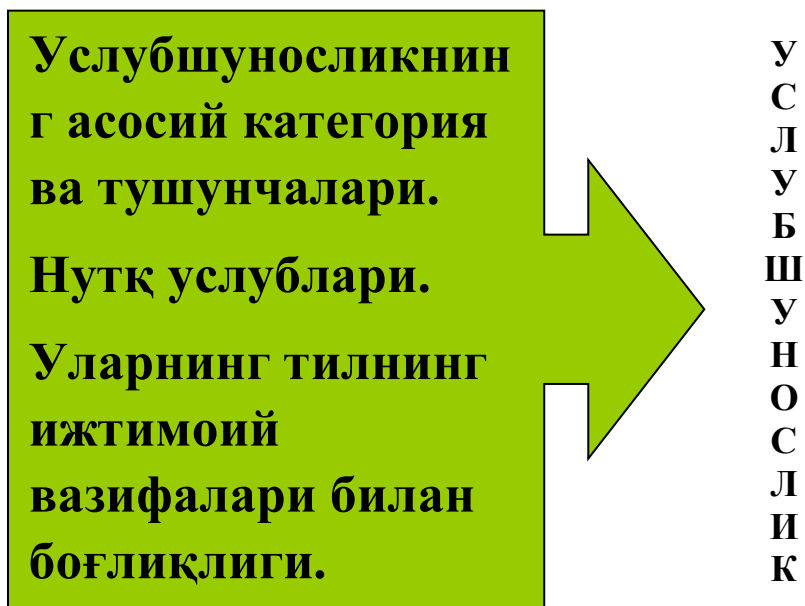 Услубшуносликнин
г асосий категория
ва тушунчалари.
Нутқ услублари.
Уларнинг тилнинг
ижтимоий
вазифалари билан
боғлиқлиги.
У
С
Л
У
Б
Ш
У
Н
О
С
Л
И
К